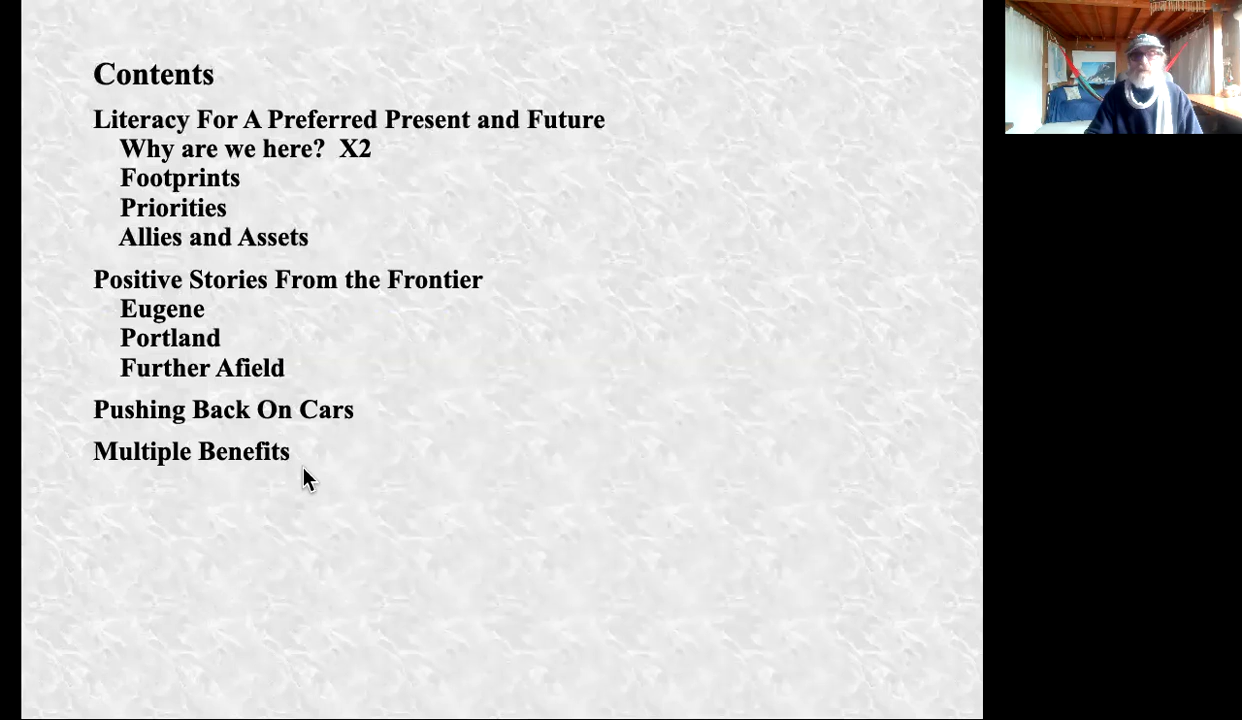 Contents
Literacy For A Preferred Present and Future
Why are we here?  X2
Footprints
Priorities
Allies and Assets
Positive Stories From the Frontier
Eugene
Portland
Further Afield
Pushing Back On Cars
Multiple Benefits